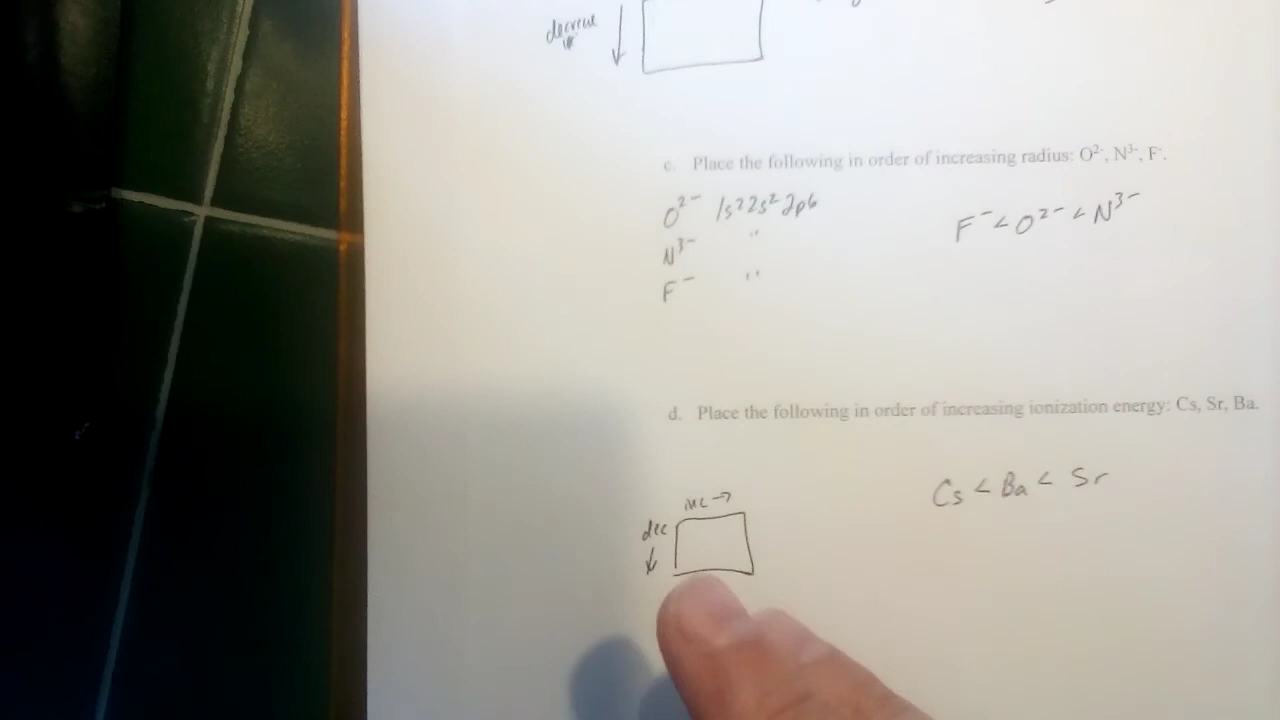 decrease
c. Place the following in order of increasing radius: O²⁻, N³⁻, F⁻.
O²⁻ 1s²2s²2p6
N³⁻ "
F⁻ "
F⁻ < O²⁻ < N³⁻
d. Place the following in order of increasing ionization energy: Cs, Sr, Ba.
Cs < Ba < Sr
inc →
dec
↓